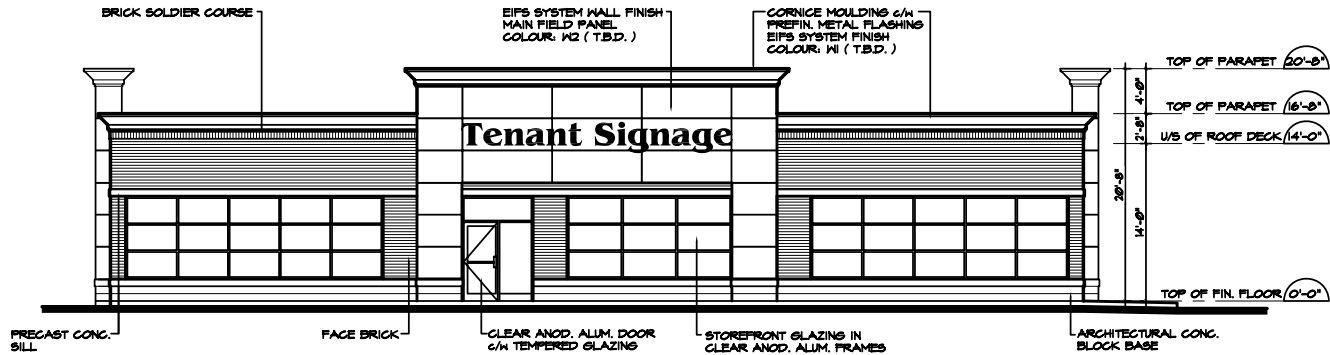 BRICK SOLDIER COURSE
EIFS SYSTEM WALL FINISH
MAIN FIELD PANEL
COLOUR: W2 ( T.B.D. )
CORNICE MOULDING c/w
PREFIN. METAL FLASHING
EIFS SYSTEM FINISH
COLOUR: W1 ( T.B.D. )
TOP OF PARAPET 20'-8"
4'-0"
TOP OF PARAPET 16'-8"
2'-8"
U/S OF ROOF DECK 14'-0"
Tenant Signage
20'-8"
14'-0"
TOP OF FIN. FLOOR 0'-0"
PRECAST CONC.
SILL
FACE BRICK
CLEAR ANOD. ALUM. DOOR
c/w TEMPERED GLAZING
STOREFRONT GLAZING IN
CLEAR ANOD. ALUM. FRAMES
ARCHITECTURAL CONC.
BLOCK BASE